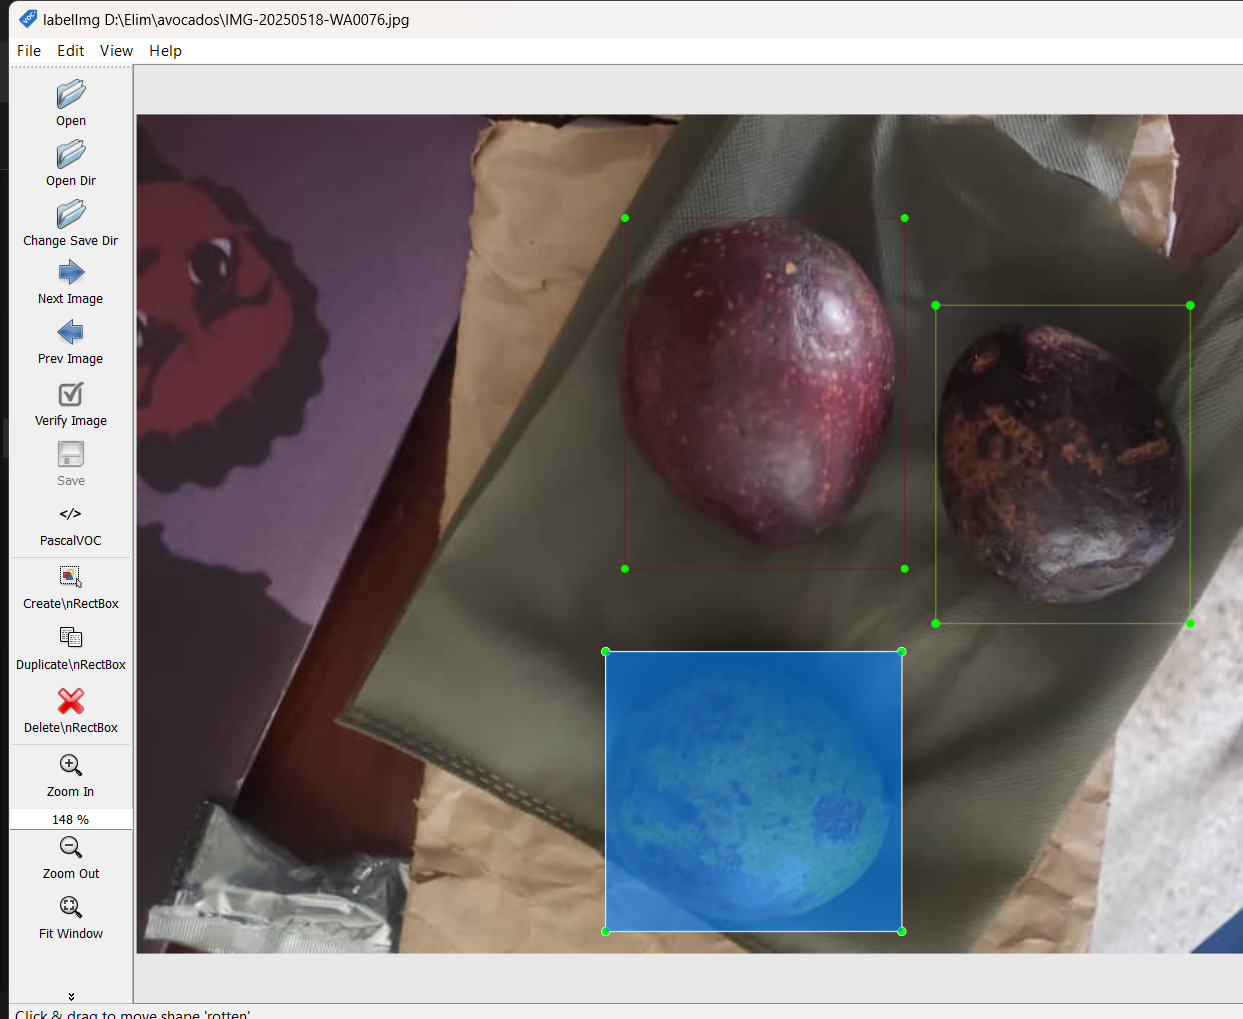 labelImg D:\Elim\avocados\IMG-20250518-WA0076.jpg
File Edit View Help
Open
Open Dir
Change Save Dir
Next Image
Prev Image
Verify Image
Save
</>
PascalVOC
Create\nRectBox
Duplicate\nRectBox
Delete\nRectBox
Zoom In
148 %
Zoom Out
Fit Window
Click & drag to move shape 'rotten'